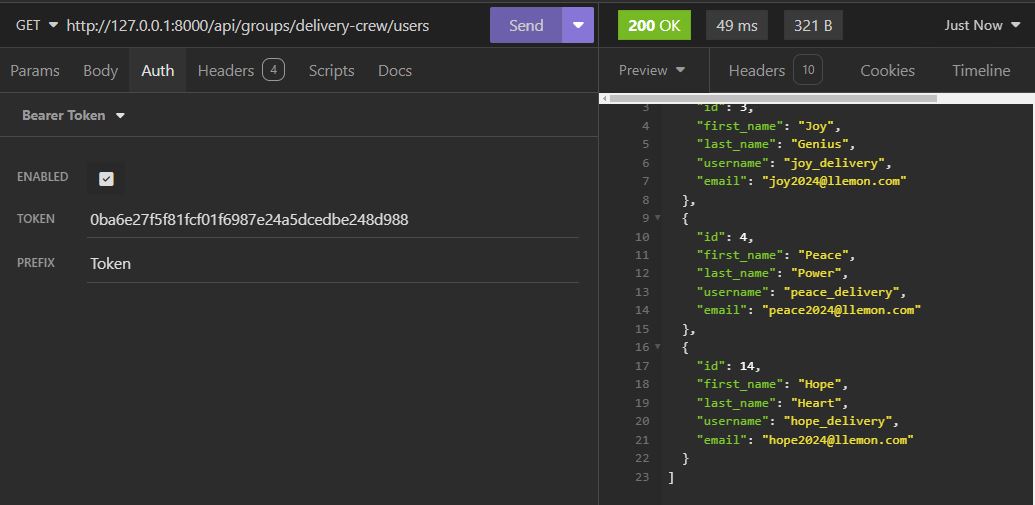 GET http://127.0.0.1:8000/api/groups/delivery-crew/users Send
Params Body Auth Headers 4 Scripts Docs
Bearer Token
ENABLED
TOKEN 0ba6e27f5f81fcf01f6987e24a5dcedbe248d988
PREFIX Token
200 OK 49 ms 321 B Just Now
Preview Headers 10 Cookies Timeline
3 "id": 3,
4 "first_name": "Joy",
5 "last_name": "Genius",
6 "username": "joy_delivery",
7 "email": "joy2024@llemon.com"
8 },
9 {
10 "id": 4,
11 "first_name": "Peace",
12 "last_name": "Power",
13 "username": "peace_delivery",
14 "email": "peace2024@llemon.com"
15 },
16 {
17 "id": 14,
18 "first_name": "Hope",
19 "last_name": "Heart",
20 "username": "hope_delivery",
21 "email": "hope2024@llemon.com"
22 }
23 ]